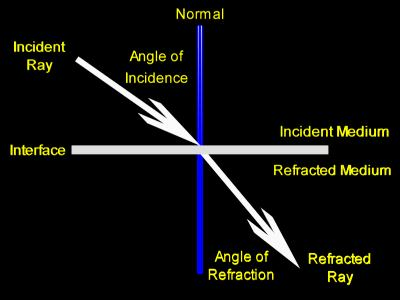 Normal
Incident
Ray
Angle of
Incidence
Incident Medium
Interface
Refracted Medium
Angle of
Refraction
Refracted
Ray